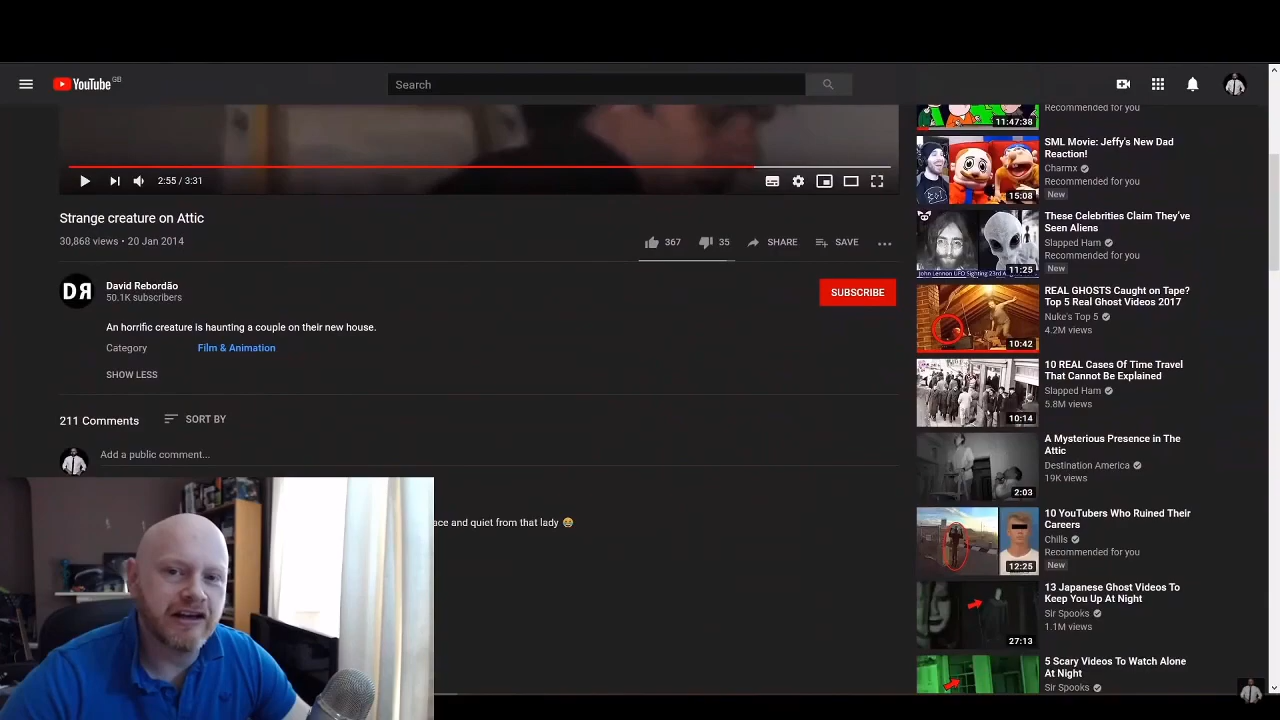 YouTube GB
Search
2:55 / 3:31
Strange creature on Attic
30,868 views • 20 Jan 2014
367
35
SHARE
SAVE
DR
David Rebordão
50.1K subscribers
SUBSCRIBE
An horrific creature is haunting a couple on their new house.
Category
Film & Animation
SHOW LESS
211 Comments
SORT BY
Add a public comment...
ace and quiet from that lady 😄
11:47:38
Recommended for you
15:08
SML Movie: Jeffy's New Dad
Reaction!
Charmx
Recommended for you
New
John Lennon UFO Sighting 23rd
11:25
These Celebrities Claim They've
Seen Aliens
Slapped Ham
Recommended for you
New
10:42
REAL GHOSTS Caught on Tape?
Top 5 Real Ghost Videos 2017
Nuke's Top 5
4.2M views
10:14
10 REAL Cases Of Time Travel
That Cannot Be Explained
Slapped Ham
5.8M views
2:03
A Mysterious Presence in The
Attic
Destination America
19K views
12:25
10 YouTubers Who Ruined Their
Careers
Chills
Recommended for you
New
27:13
13 Japanese Ghost Videos To
Keep You Up At Night
Sir Spooks
1.1M views
5 Scary Videos To Watch Alone
At Night
Sir Spooks